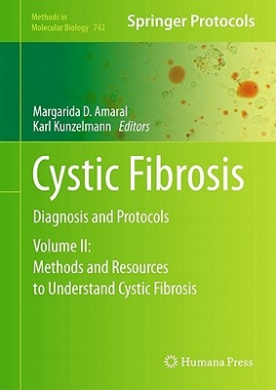 Methods in
Molecular Biology 742
Springer Protocols
Margarida D. Amaral
Karl Kunzelmann Editors
Cystic Fibrosis
Diagnosis and Protocols
Volume II:
Methods and Resources
to Understand Cystic Fibrosis
Humana Press